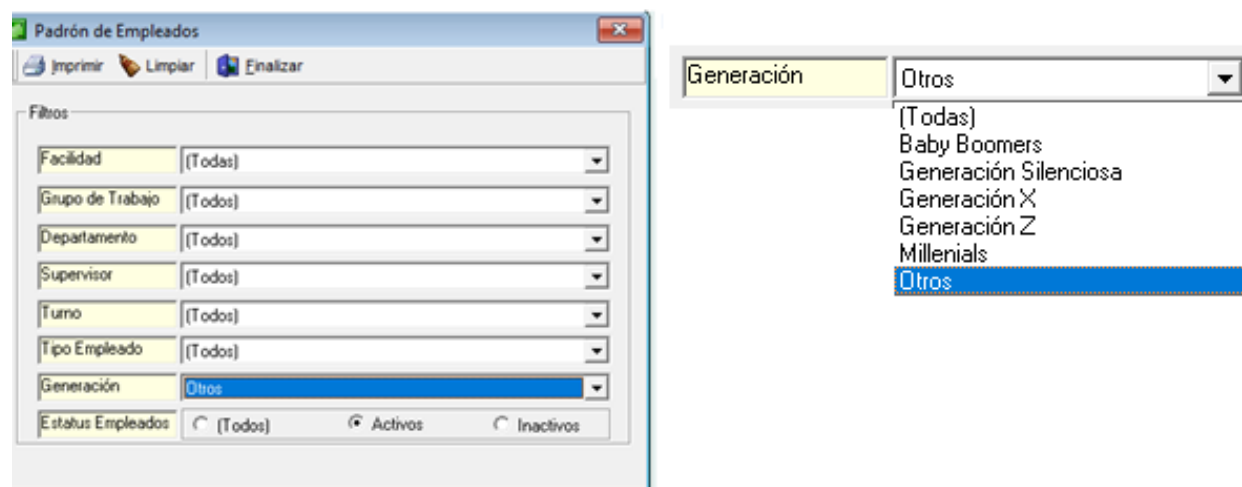 Padrón de Empleados
Imprimir Limpiar Finalizar
Filtros
Facilidad (Todas)
Grupo de Trabajo (Todos)
Departamento (Todos)
Supervisor (Todos)
Turno (Todos)
Tipo Empleado (Todos)
Generación Otros
Estatus Empleados (Todos) Activos Inactivos
Generación Otros
(Todas)
Baby Boomers
Generación Silenciosa
Generación X
Generación Z
Millenials
Otros